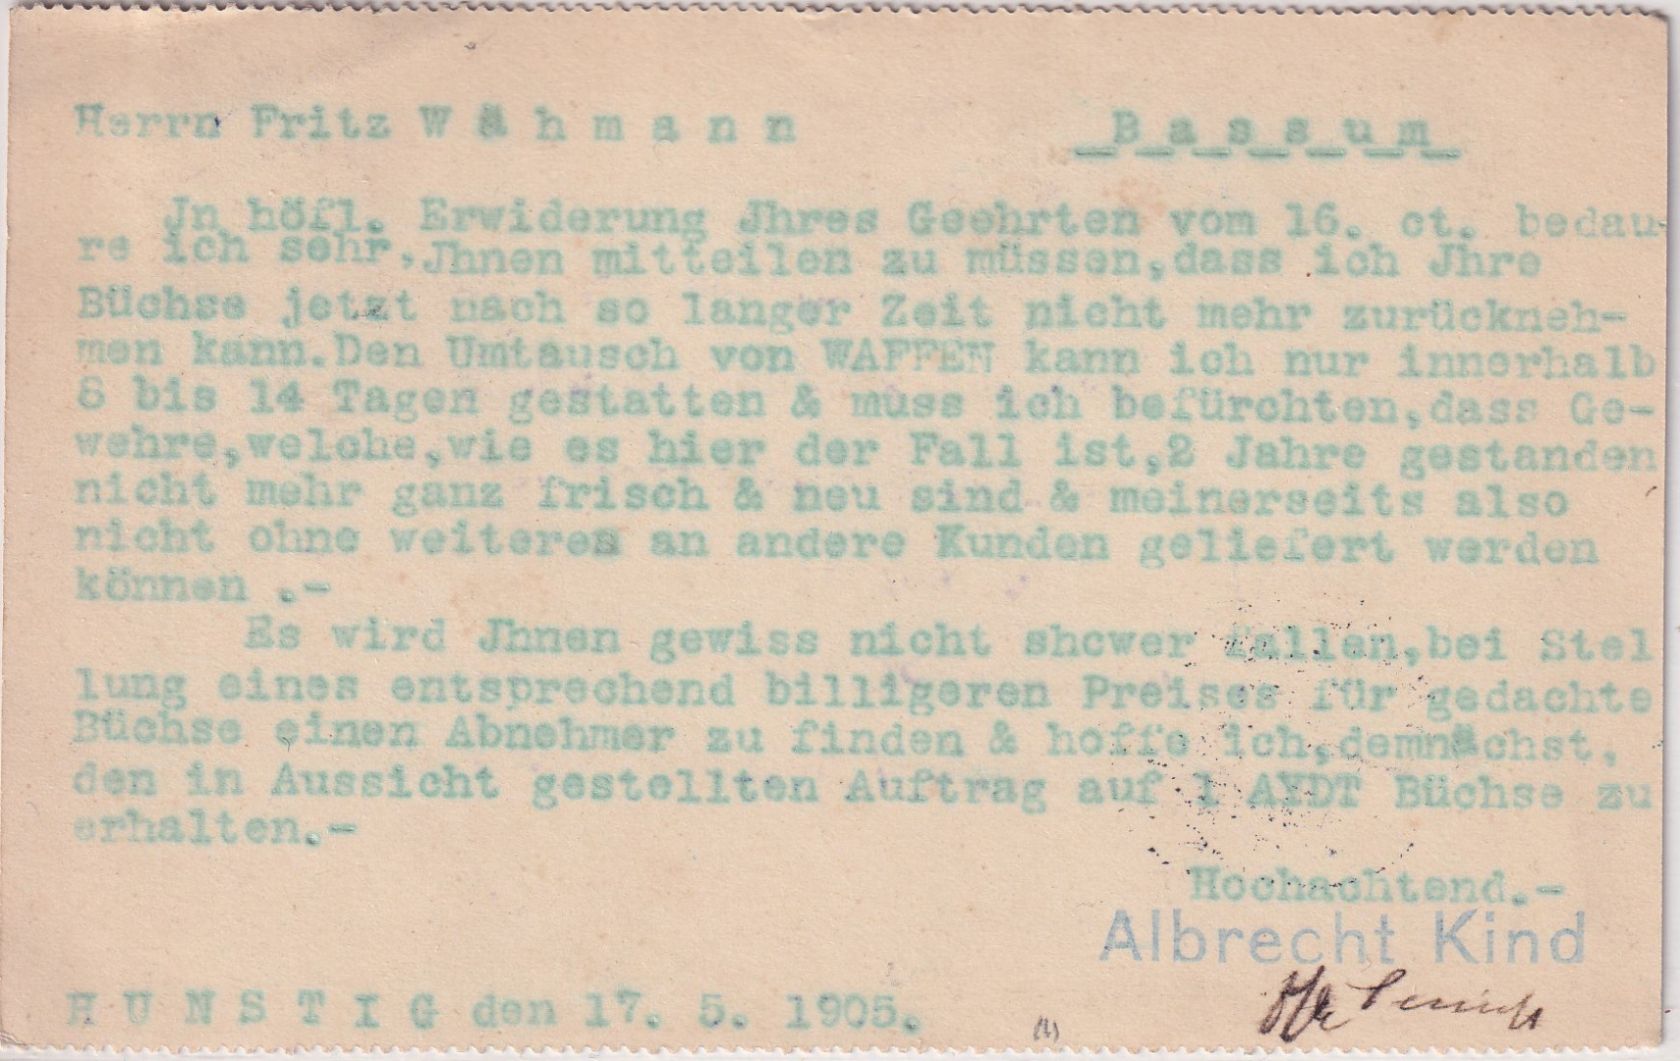 Herrn Fritz W ä h m a n n B a s s u m
Jn höfl. Erwiderung Jhres Geehrten vom 16. ct. bedau-
re ich sehr, Jhnen mitteilen zu müssen,dass ich Jhre
Büchse jetzt nach so langer Zeit nicht mehr zurückneh-
men kann.Den Umtausch von WAFFEN kann ich nur innerhalb
8 bis 14 Tagen gestatten & muss ich befürchten,dass Ge-
wehre,welche,wie es hier der Fall ist,2 Jahre gestanden
nicht mehr ganz frisch & neu sind & meinerseits also
nicht ohne weiteres an andere Kunden geliefert werden
können .-
Es wird Jhnen gewiss nicht shcwer fallen,bei Stel
lung eines entsprechend billigeren Preises für gedachte
Büchse einen Abnehmer zu finden & hoffe ich,demnächst,
den in Aussicht gestellten Auftrag auf 1 AYDT Büchse zu
erhalten.-
Hochachtend.-
Albrecht Kind
H U N S T I G den 17. 5. 1905.